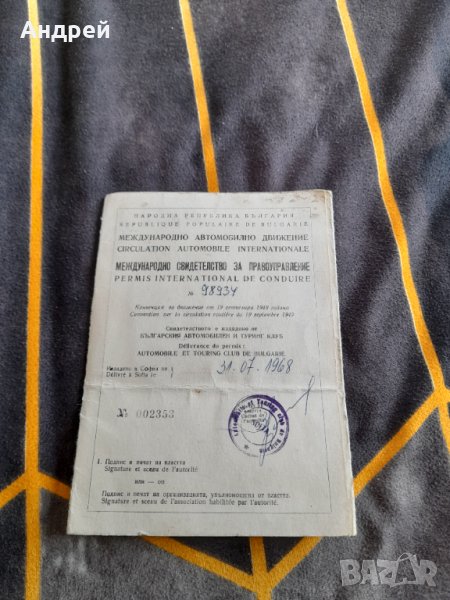 Андрей
НАРОДНА РЕПУБЛИКА БЪЛГАРИЯ
REPUBLIQUE POPULAIRE DE BULGARIE
МЕЖДУНАРОДНО АВТОМОБИЛНО ДВИЖЕНИЕ
CIRCULATION AUTOMOBILE INTERNATIONALE
МЕЖДУНАРОДНО СВИДЕТЕЛСТВО ЗА ПРАВОУПРАВЛЕНИЕ
PERMIS INTERNATIONAL DE CONDUIRE
№ 98934
Конвенция за движение от 19 септември 1949 година
Convention sur la circulation routière du 19 septembre 1949
Свидетелството е издадено от
БЪЛГАРСКИЯ АВТОМОБИЛЕН И ТУРИНГ КЛУБ
Délivrance du permis:
AUTOMOBILE ET TOURING CLUB DE BULGARIE
Издадено в София на
Délivré à Sofia le
31.07.1968
№ 002353
1. Подпис и печат на властта
Signature et sceau de l'autorité
или — ou
Подпис и печат на организацията, упълномощена от властта.
Signature et sceau de l'association habilitée par l'autorité.
BAZAR